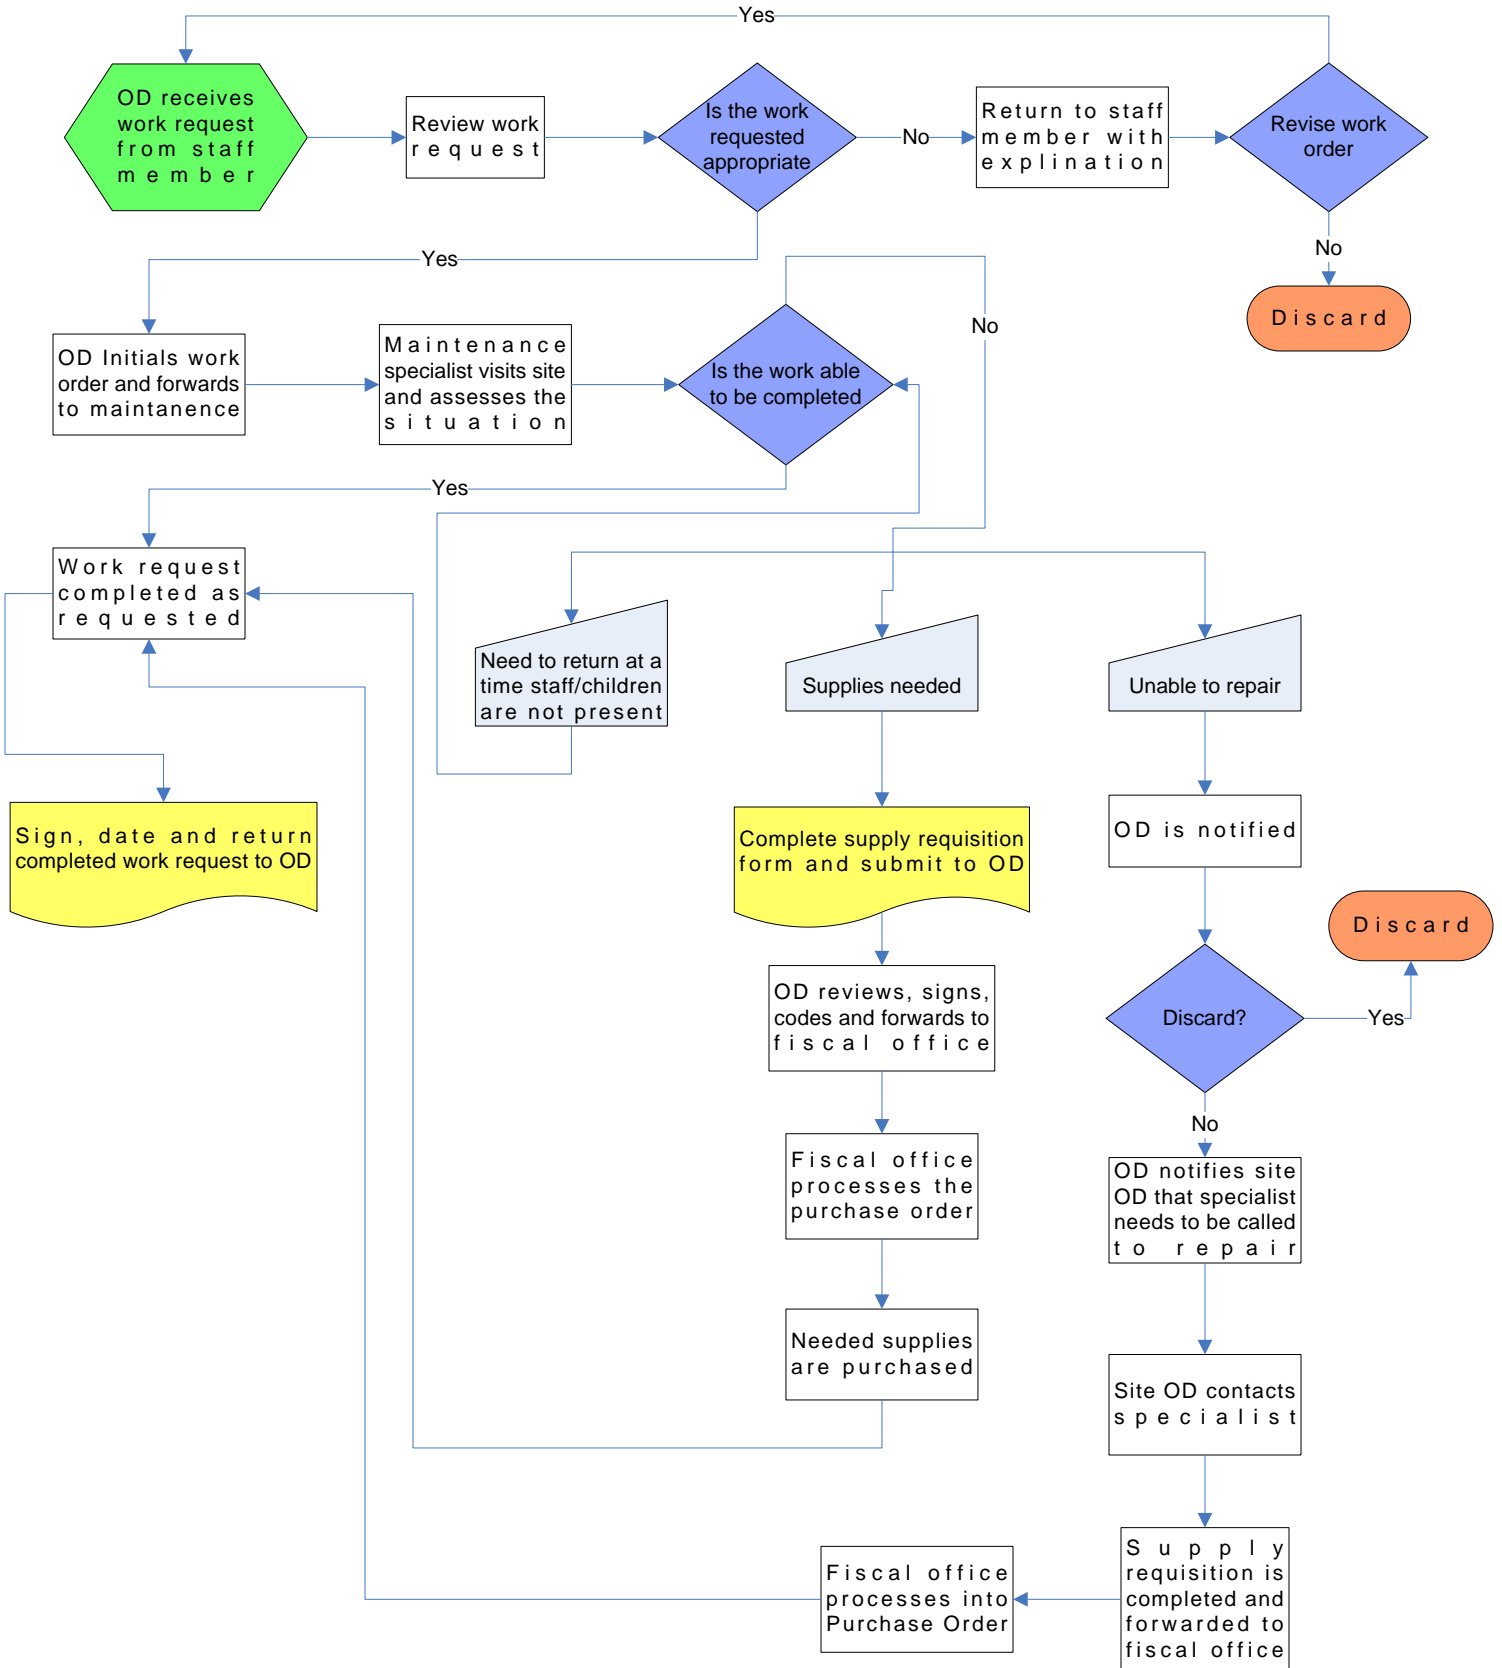 Yes
OD receives
work request
from staff
member
Review work
request
Is the work
requested
appropriate
No
Return to staff
member with
explination
Revise work
order
No
Discard
Yes
OD Initials work
order and forwards
to maintanence
Maintenance
specialist visits site
and assesses the
situation
Is the work able
to be completed
No
Yes
Work request
completed as
requested
Need to return at a
time staff/children
are not present
Supplies needed
Unable to repair
Sign, date and return
completed work request to OD
Complete supply requisition
form and submit to OD
OD is notified
Discard
OD reviews, signs,
codes and forwards to
fiscal office
Discard?
Yes
No
Fiscal office
processes the
purchase order
OD notifies site
OD that specialist
needs to be called
to repair
Needed supplies
are purchased
Site OD contacts
specialist
Supply
requisition is
completed and
forwarded to
fiscal office
Fiscal office
processes into
Purchase Order